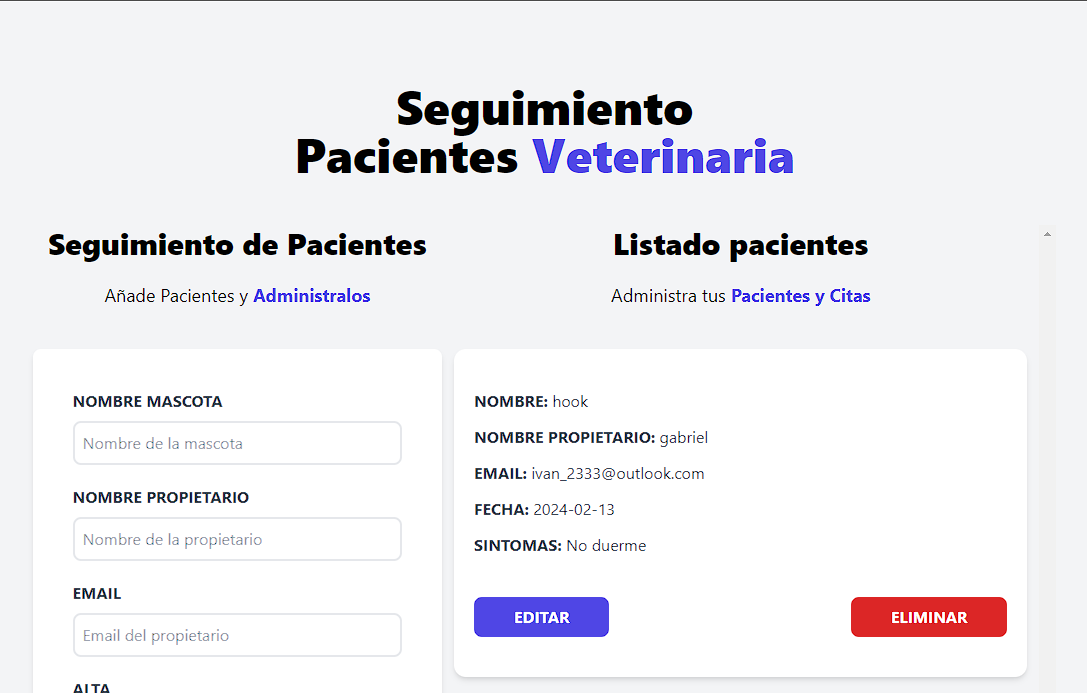 Seguimiento
Pacientes Veterinaria
Seguimiento de Pacientes
Añade Pacientes y Administralos
NOMBRE MASCOTA
Nombre de la mascota
NOMBRE PROPIETARIO
Nombre de la propietario
EMAIL
Email del propietario
ALTA
Listado pacientes
Administra tus Pacientes y Citas
NOMBRE: hook
NOMBRE PROPIETARIO: gabriel
EMAIL: ivan_2333@outlook.com
FECHA: 2024-02-13
SINTOMAS: No duerme
EDITAR
ELIMINAR